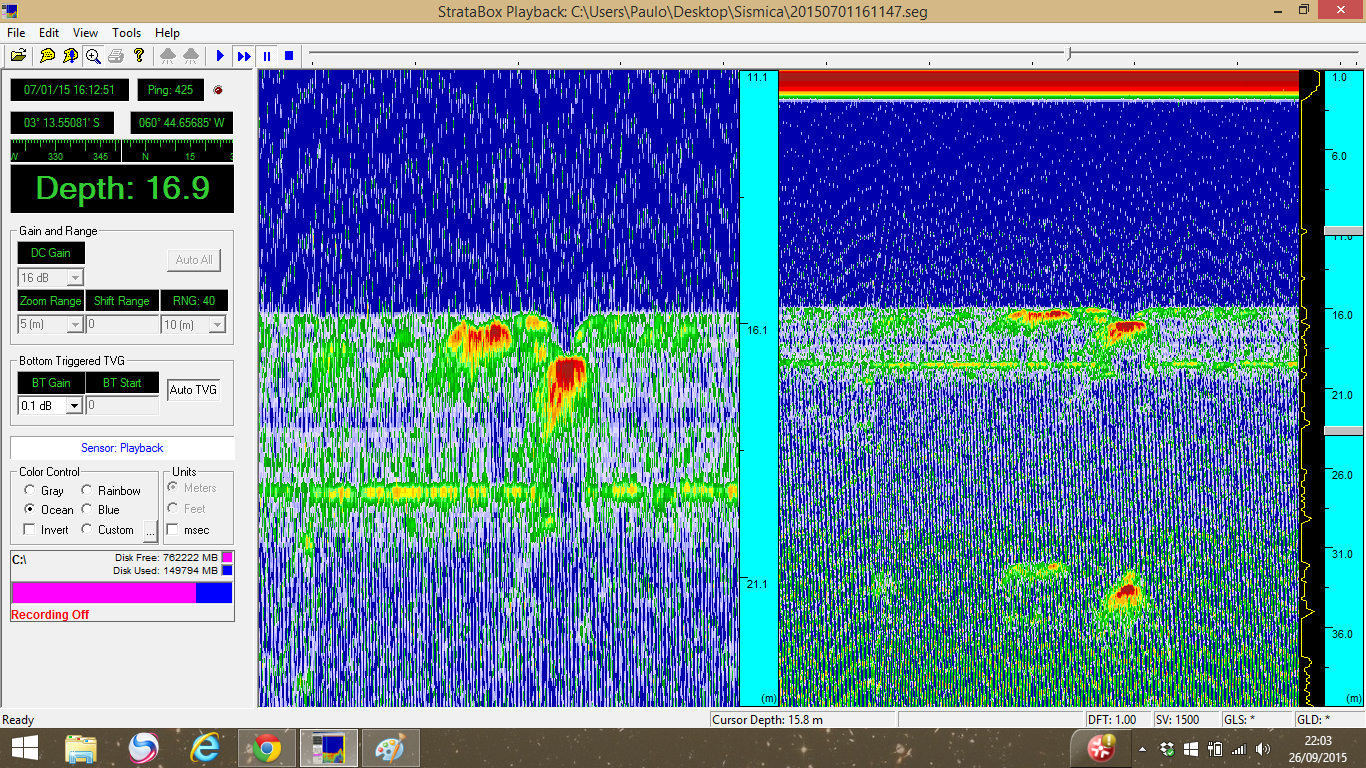 StrataBox Playback: C:\Users\Paulo\Desktop\Sismica\20150701161147.seg
File Edit View Tools Help
07/01/15 16:12:51 Ping: 425
03° 13.55081' S 060° 44.65685' W
W 330 345 N 15
Depth: 16.9
Gain and Range
DC Gain
Auto All
16 dB
Zoom Range Shift Range RNG: 40
5 (m) 0 10 (m)
Bottom Triggered TVG
BT Gain BT Start
Auto TVG
0.1 dB 0
Sensor: Playback
Color Control Units
Gray Rainbow Meters
Ocean Blue Feet
Invert Custom ... msec
C:\ Disk Free: 762222 MB
Disk Used: 149794 MB
Recording Off
11.1
16.1
21.1
(m)
1.0
6.0
11.0
16.0
21.0
26.0
31.0
36.0
(m)
Ready Cursor Depth: 15.8 m DFT: 1.00 SV: 1500 GLS: * GLD: *
22:03
26/09/2015